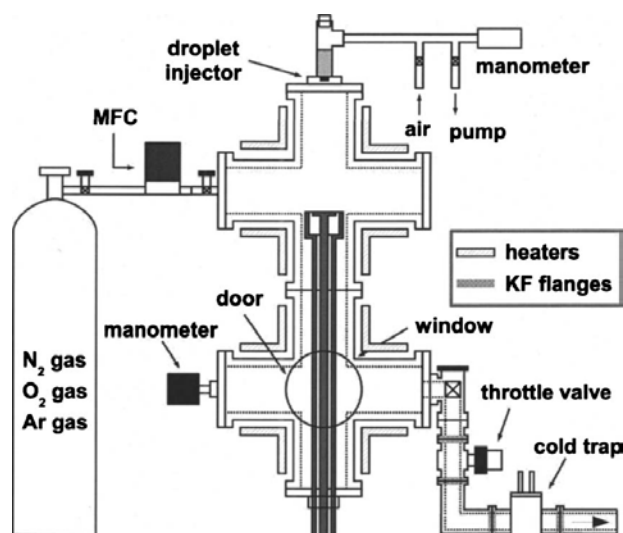 droplet
injector
manometer
MFC
air
pump
heaters
KF flanges
door
window
manometer
N₂ gas
O₂ gas
Ar gas
throttle valve
cold trap